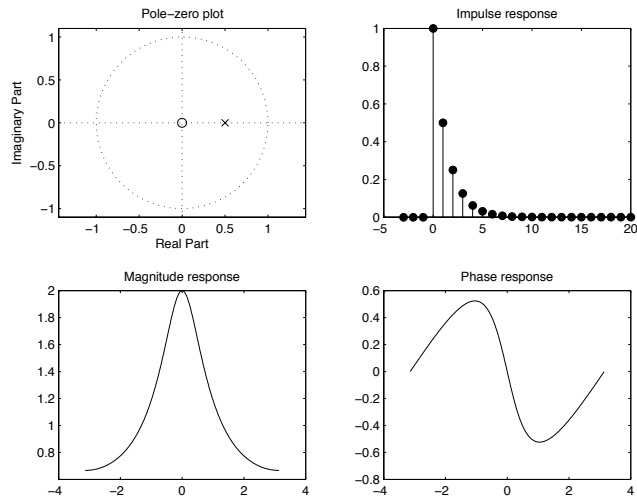 Pole−zero plot
Imaginary Part
1
0.5
0
−0.5
−1
−1 −0.5 0 0.5 1
Real Part
Impulse response
1
0.8
0.6
0.4
0.2
0
−5 0 5 10 15 20
Magnitude response
2
1.8
1.6
1.4
1.2
1
0.8
−4 −2 0 2 4
Phase response
0.6
0.4
0.2
0
−0.2
−0.4
−0.6
−0.8
−4 −2 0 2 4